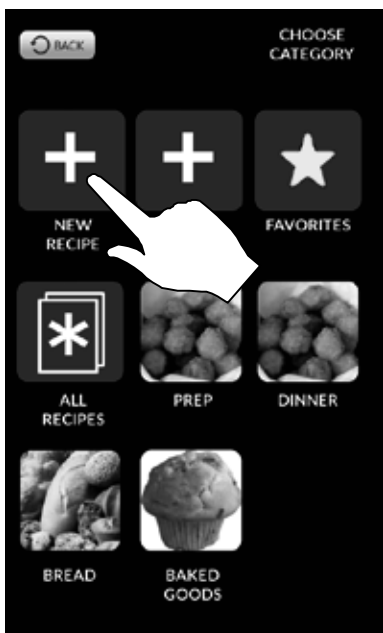 BACK
CHOOSE
CATEGORY
NEW
RECIPE
FAVORITES
ALL
RECIPES
PREP
DINNER
BREAD
BAKED
GOODS